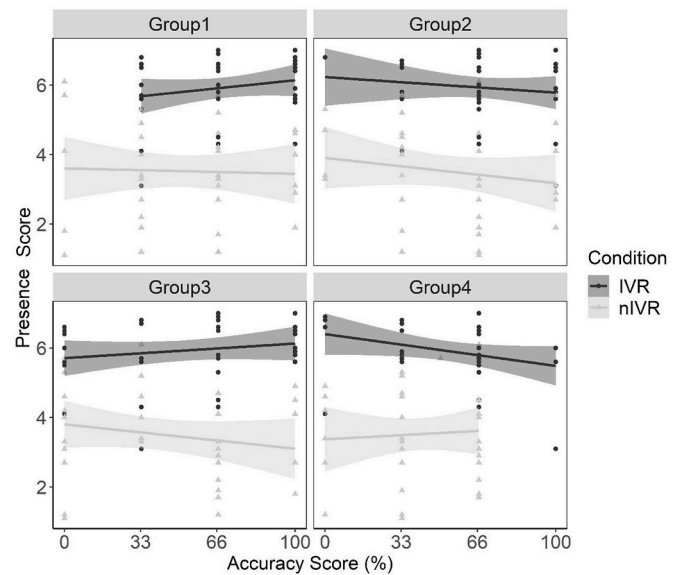 Group1
Group2
6
4
2
Group3
Group4
6
4
2
0
33
66
100
0
33
66
100
Accuracy Score (%)
Presence Score
Condition
IVR
nIVR